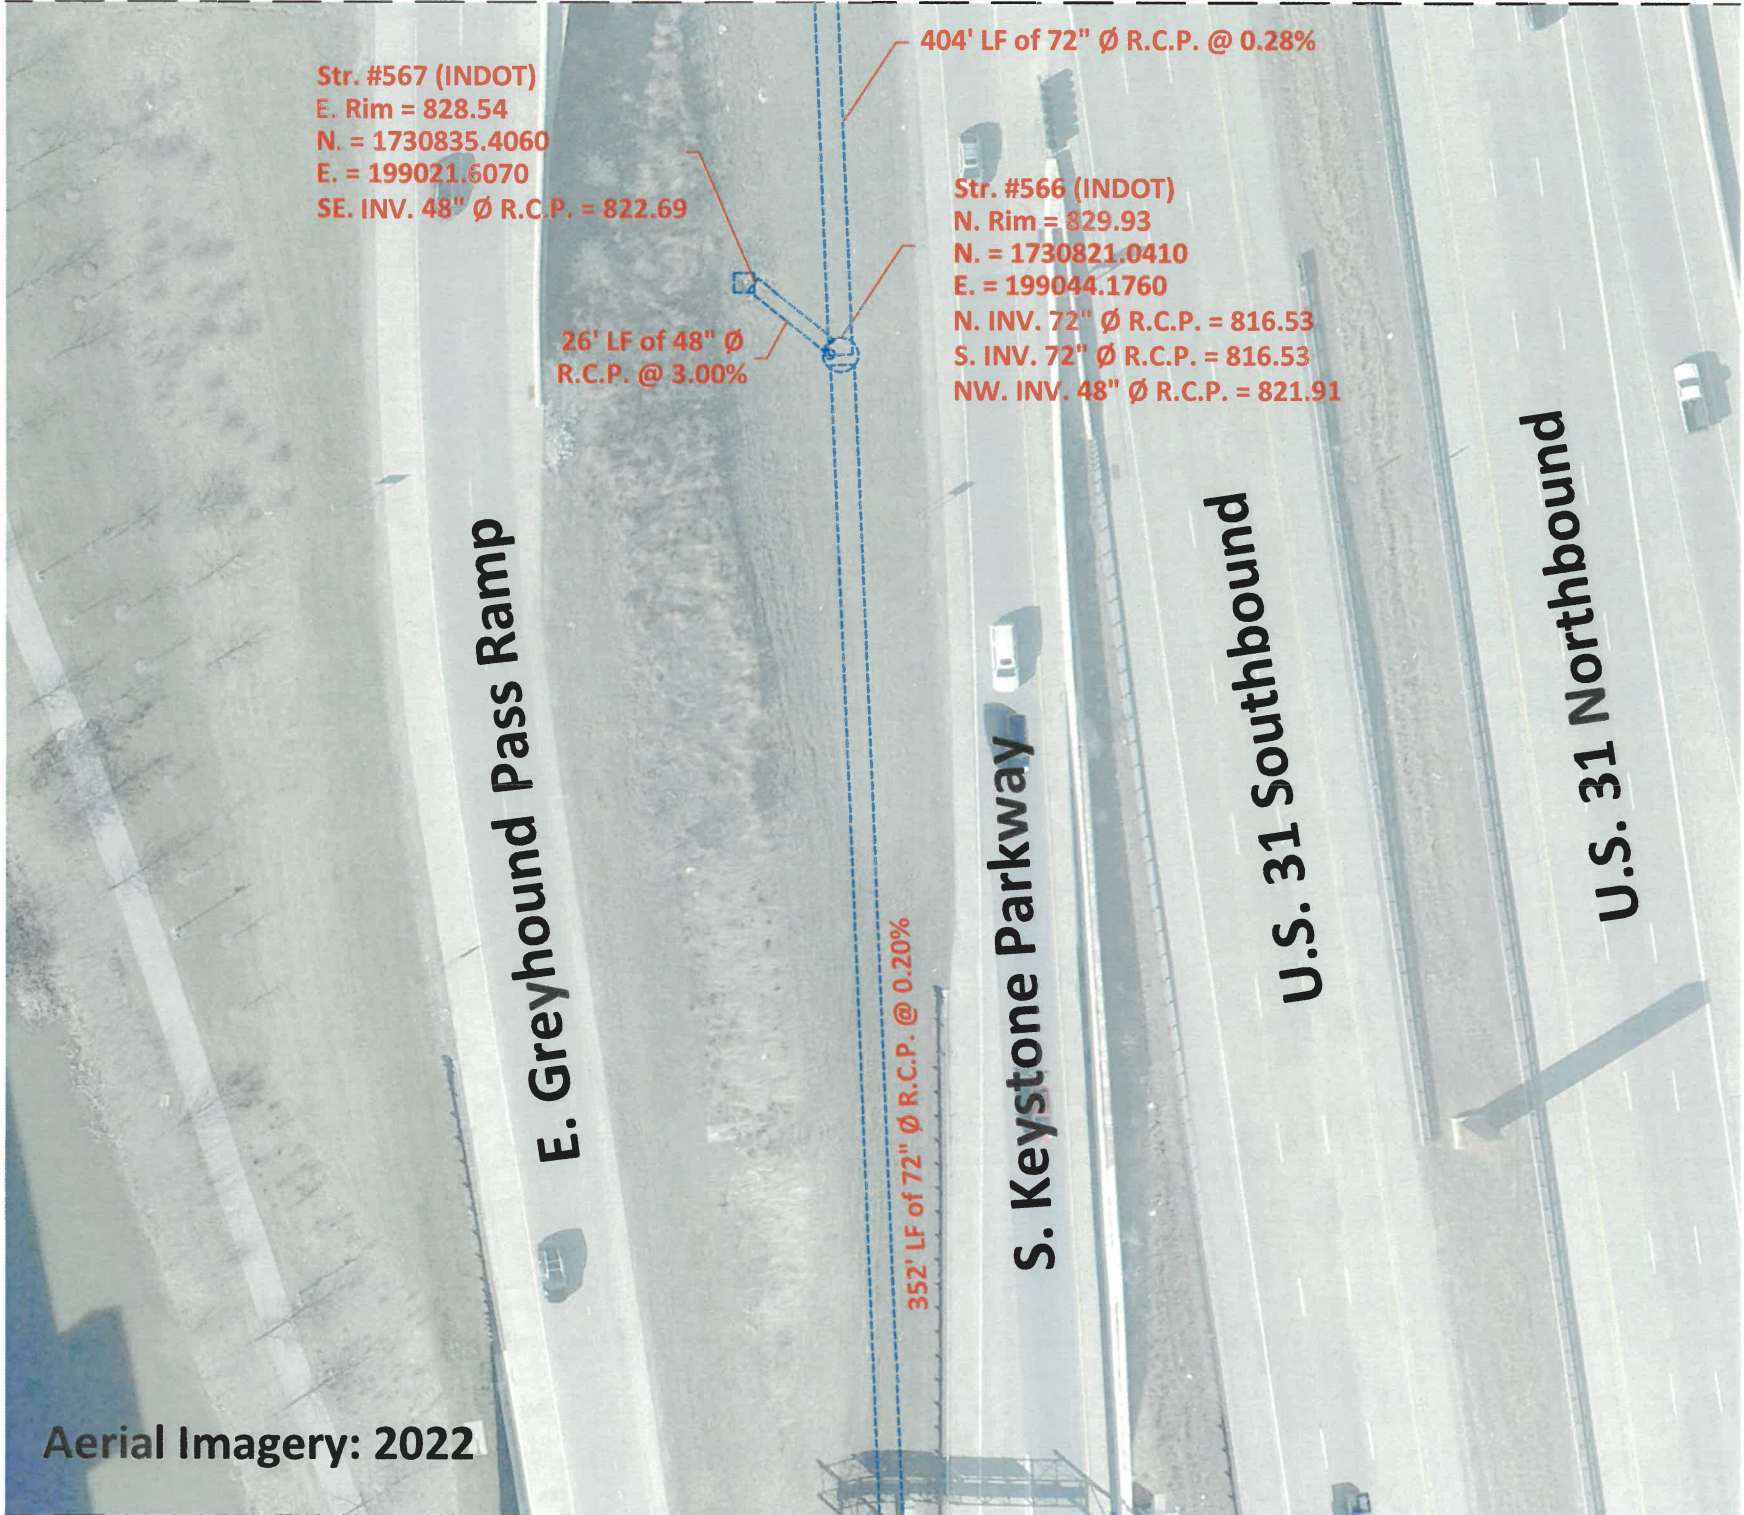 404' LF of 72" Ø R.C.P. @ 0.28%
Str. #567 (INDOT)
E. Rim = 828.54
N. = 1730835.4060
E. = 199021.6070
SE. INV. 48" Ø R.C.P. = 822.69
Str. #566 (INDOT)
N. Rim = 829.93
N. = 1730821.0410
E. = 199044.1760
N. INV. 72" Ø R.C.P. = 816.53
S. INV. 72" Ø R.C.P. = 816.53
NW. INV. 48" Ø R.C.P. = 821.91
26' LF of 48" Ø
R.C.P. @ 3.00%
E. Greyhound Pass Ramp
352' LF of 72" Ø R.C.P. @ 0.20%
S. Keystone Parkway
U.S. 31 Southbound
U.S. 31 Northbound
Aerial Imagery: 2022